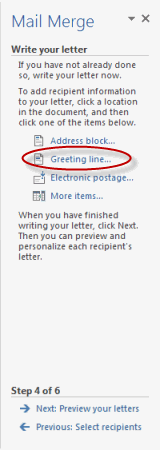 Mail Merge
Write your letter
If you have not already done
so, write your letter now.
To add recipient information
to your letter, click a location
in the document, and then
click one of the items below.
Address block...
Greeting line...
Electronic postage...
More items...
When you have finished
writing your letter, click Next.
Then you can preview and
personalize each recipient's
letter.
Step 4 of 6
Next: Preview your letters
Previous: Select recipients